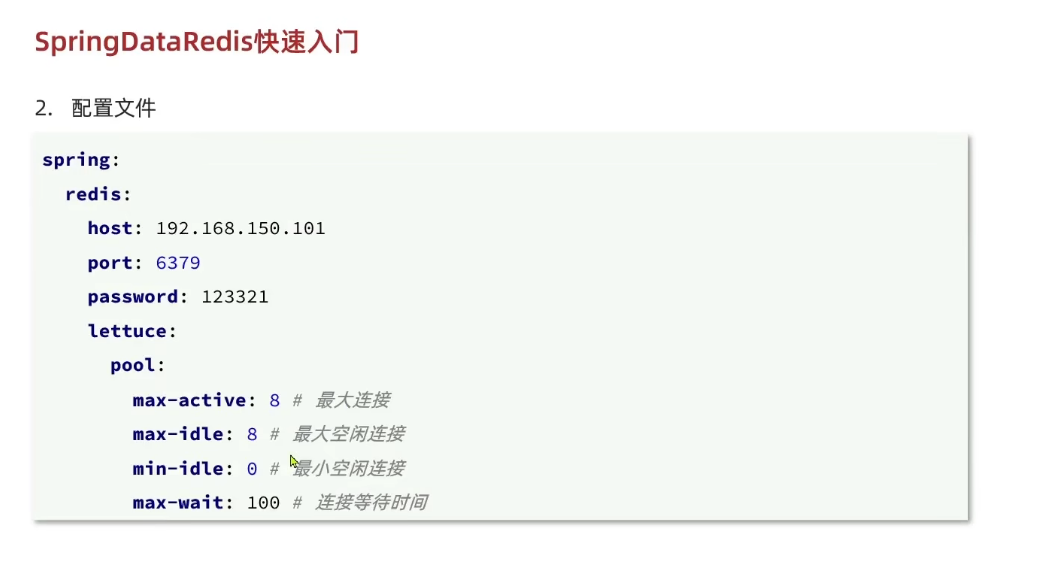 SpringDataRedis快速入门
2. 配置文件
spring:
  redis:
    host: 192.168.150.101
    port: 6379
    password: 123321
    lettuce:
      pool:
        max-active: 8 # 最大连接
        max-idle: 8 # 最大空闲连接
        min-idle: 0 # 最小空闲连接
        max-wait: 100 # 连接等待时间